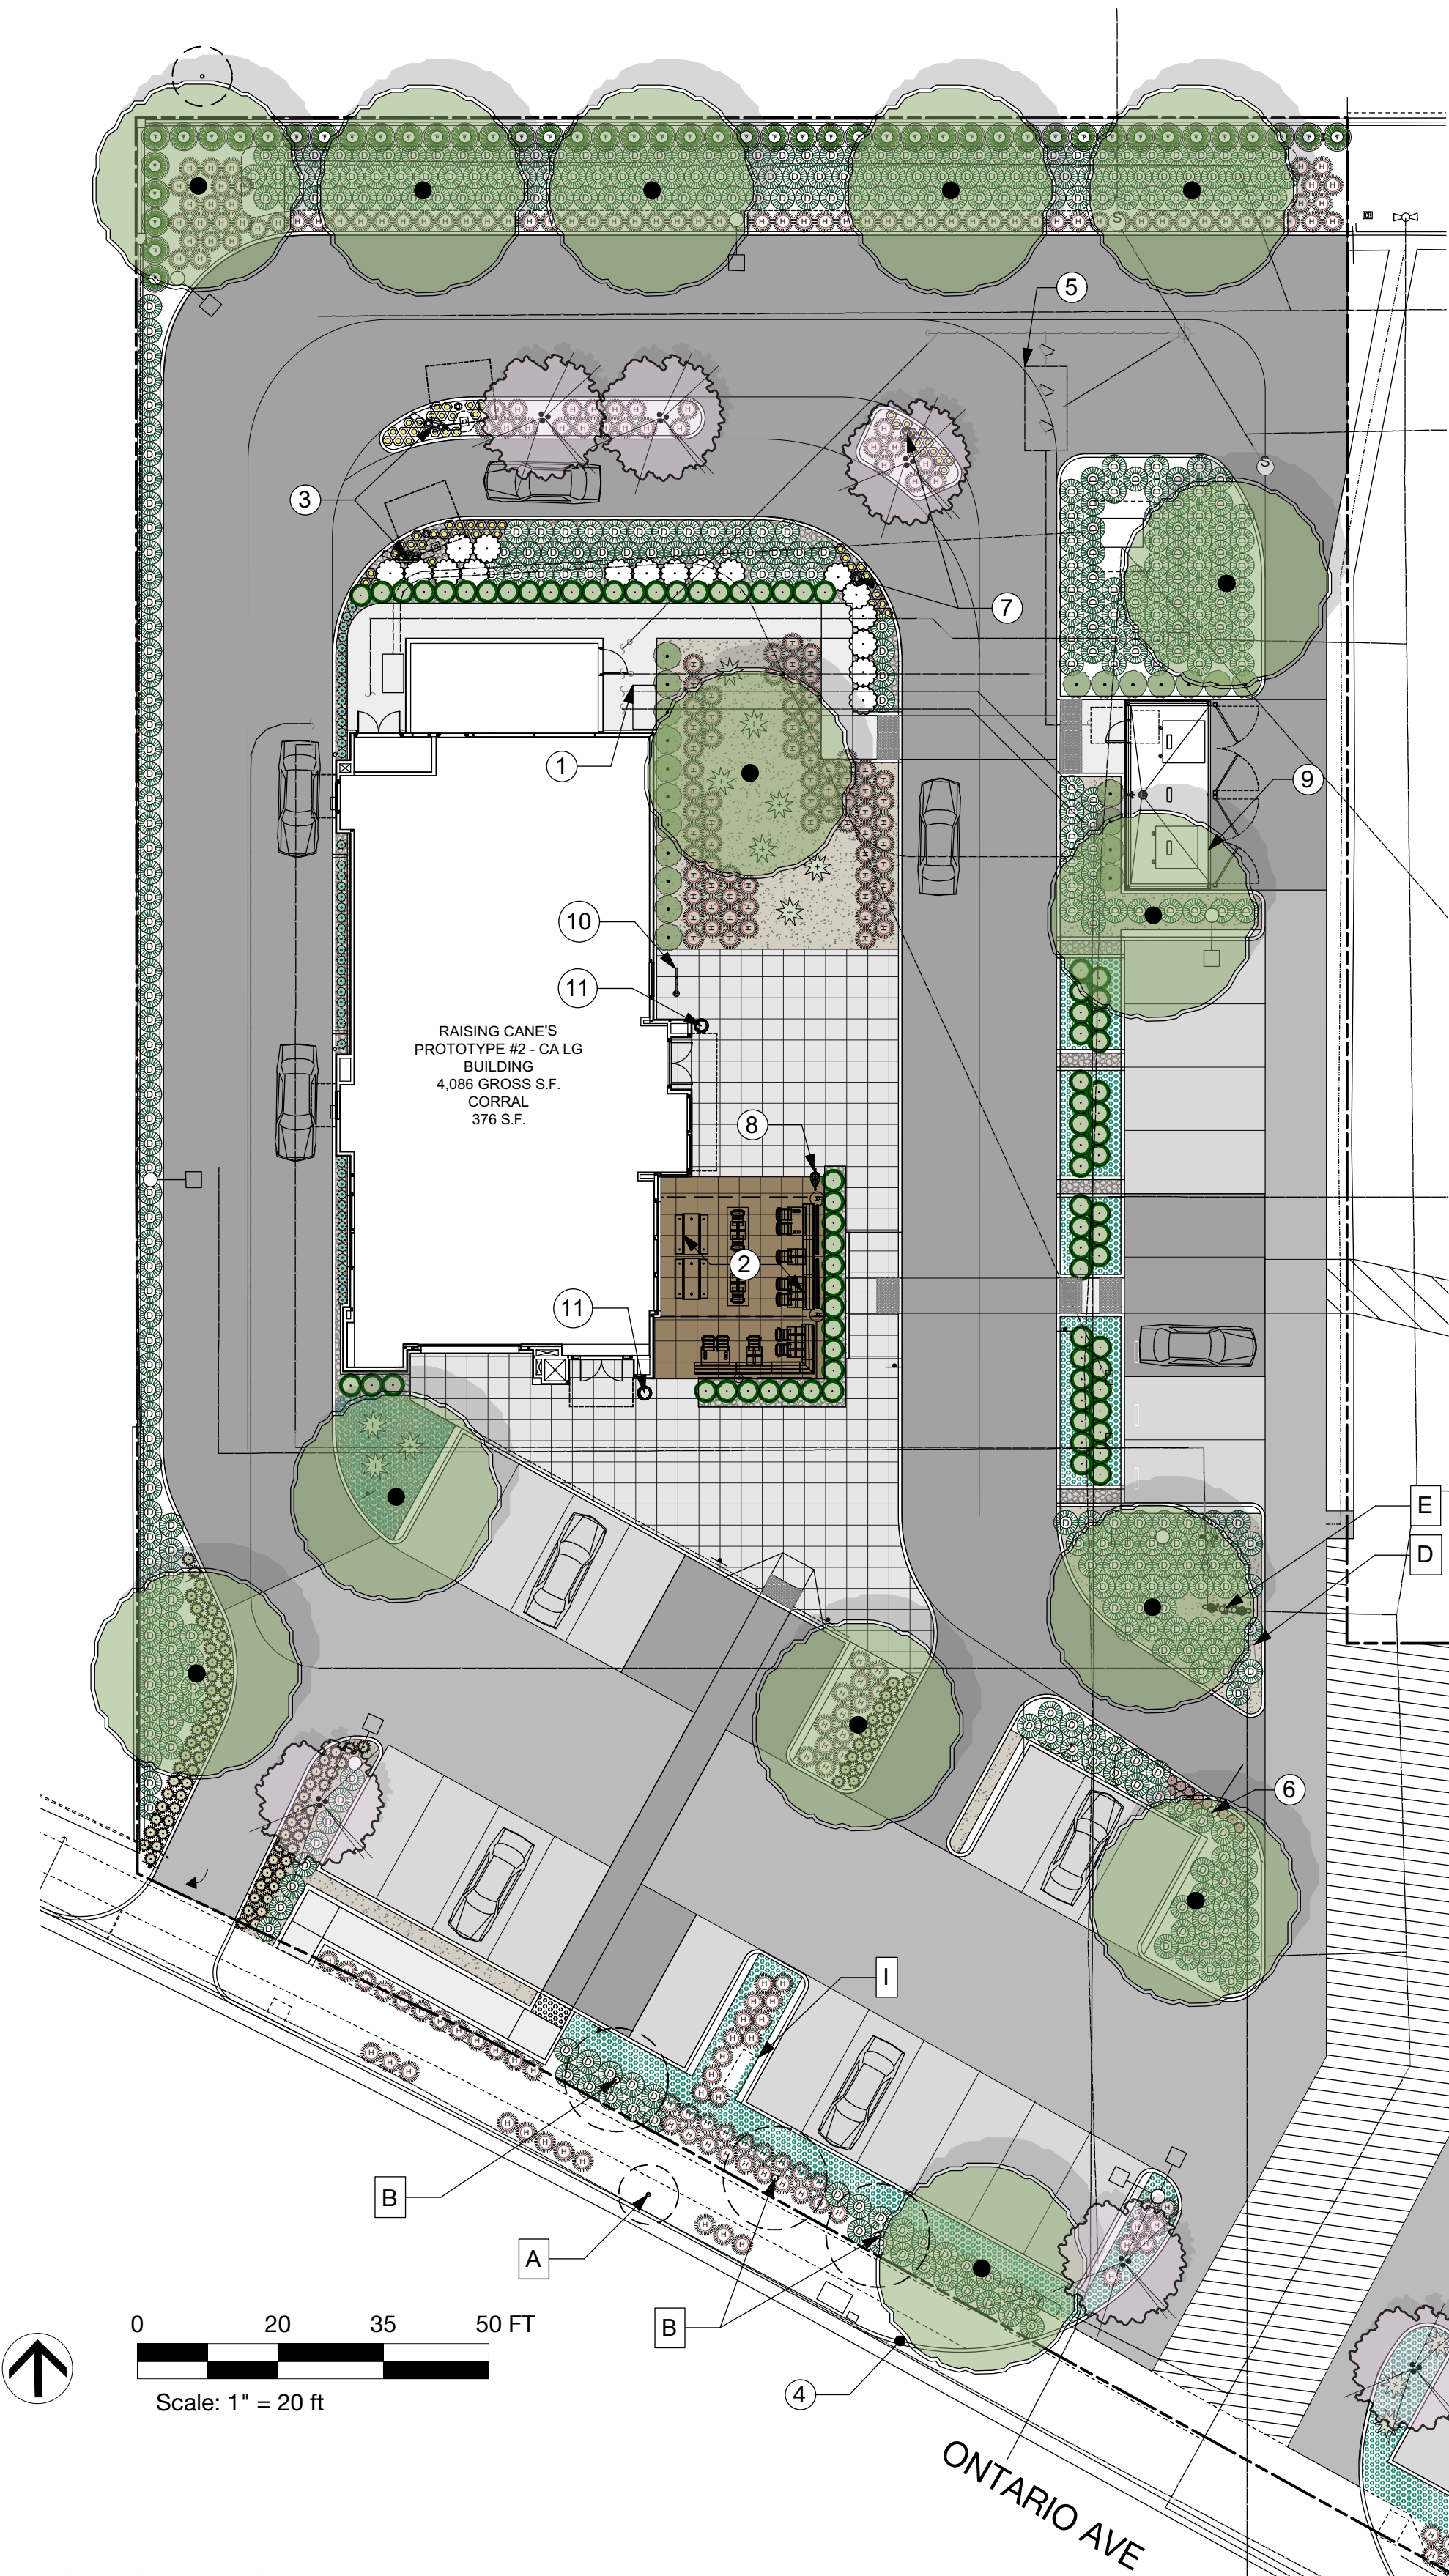 5
3
7
1
9
10
11
RAISING CANE'S
PROTOTYPE #2 - CA LG
BUILDING
4,086 GROSS S.F.
CORRAL
376 S.F.
8
2
11
E
D
6
I
B
A
B
0 20 35 50 FT
Scale: 1" = 20 ft
4
ONTARIO AVE